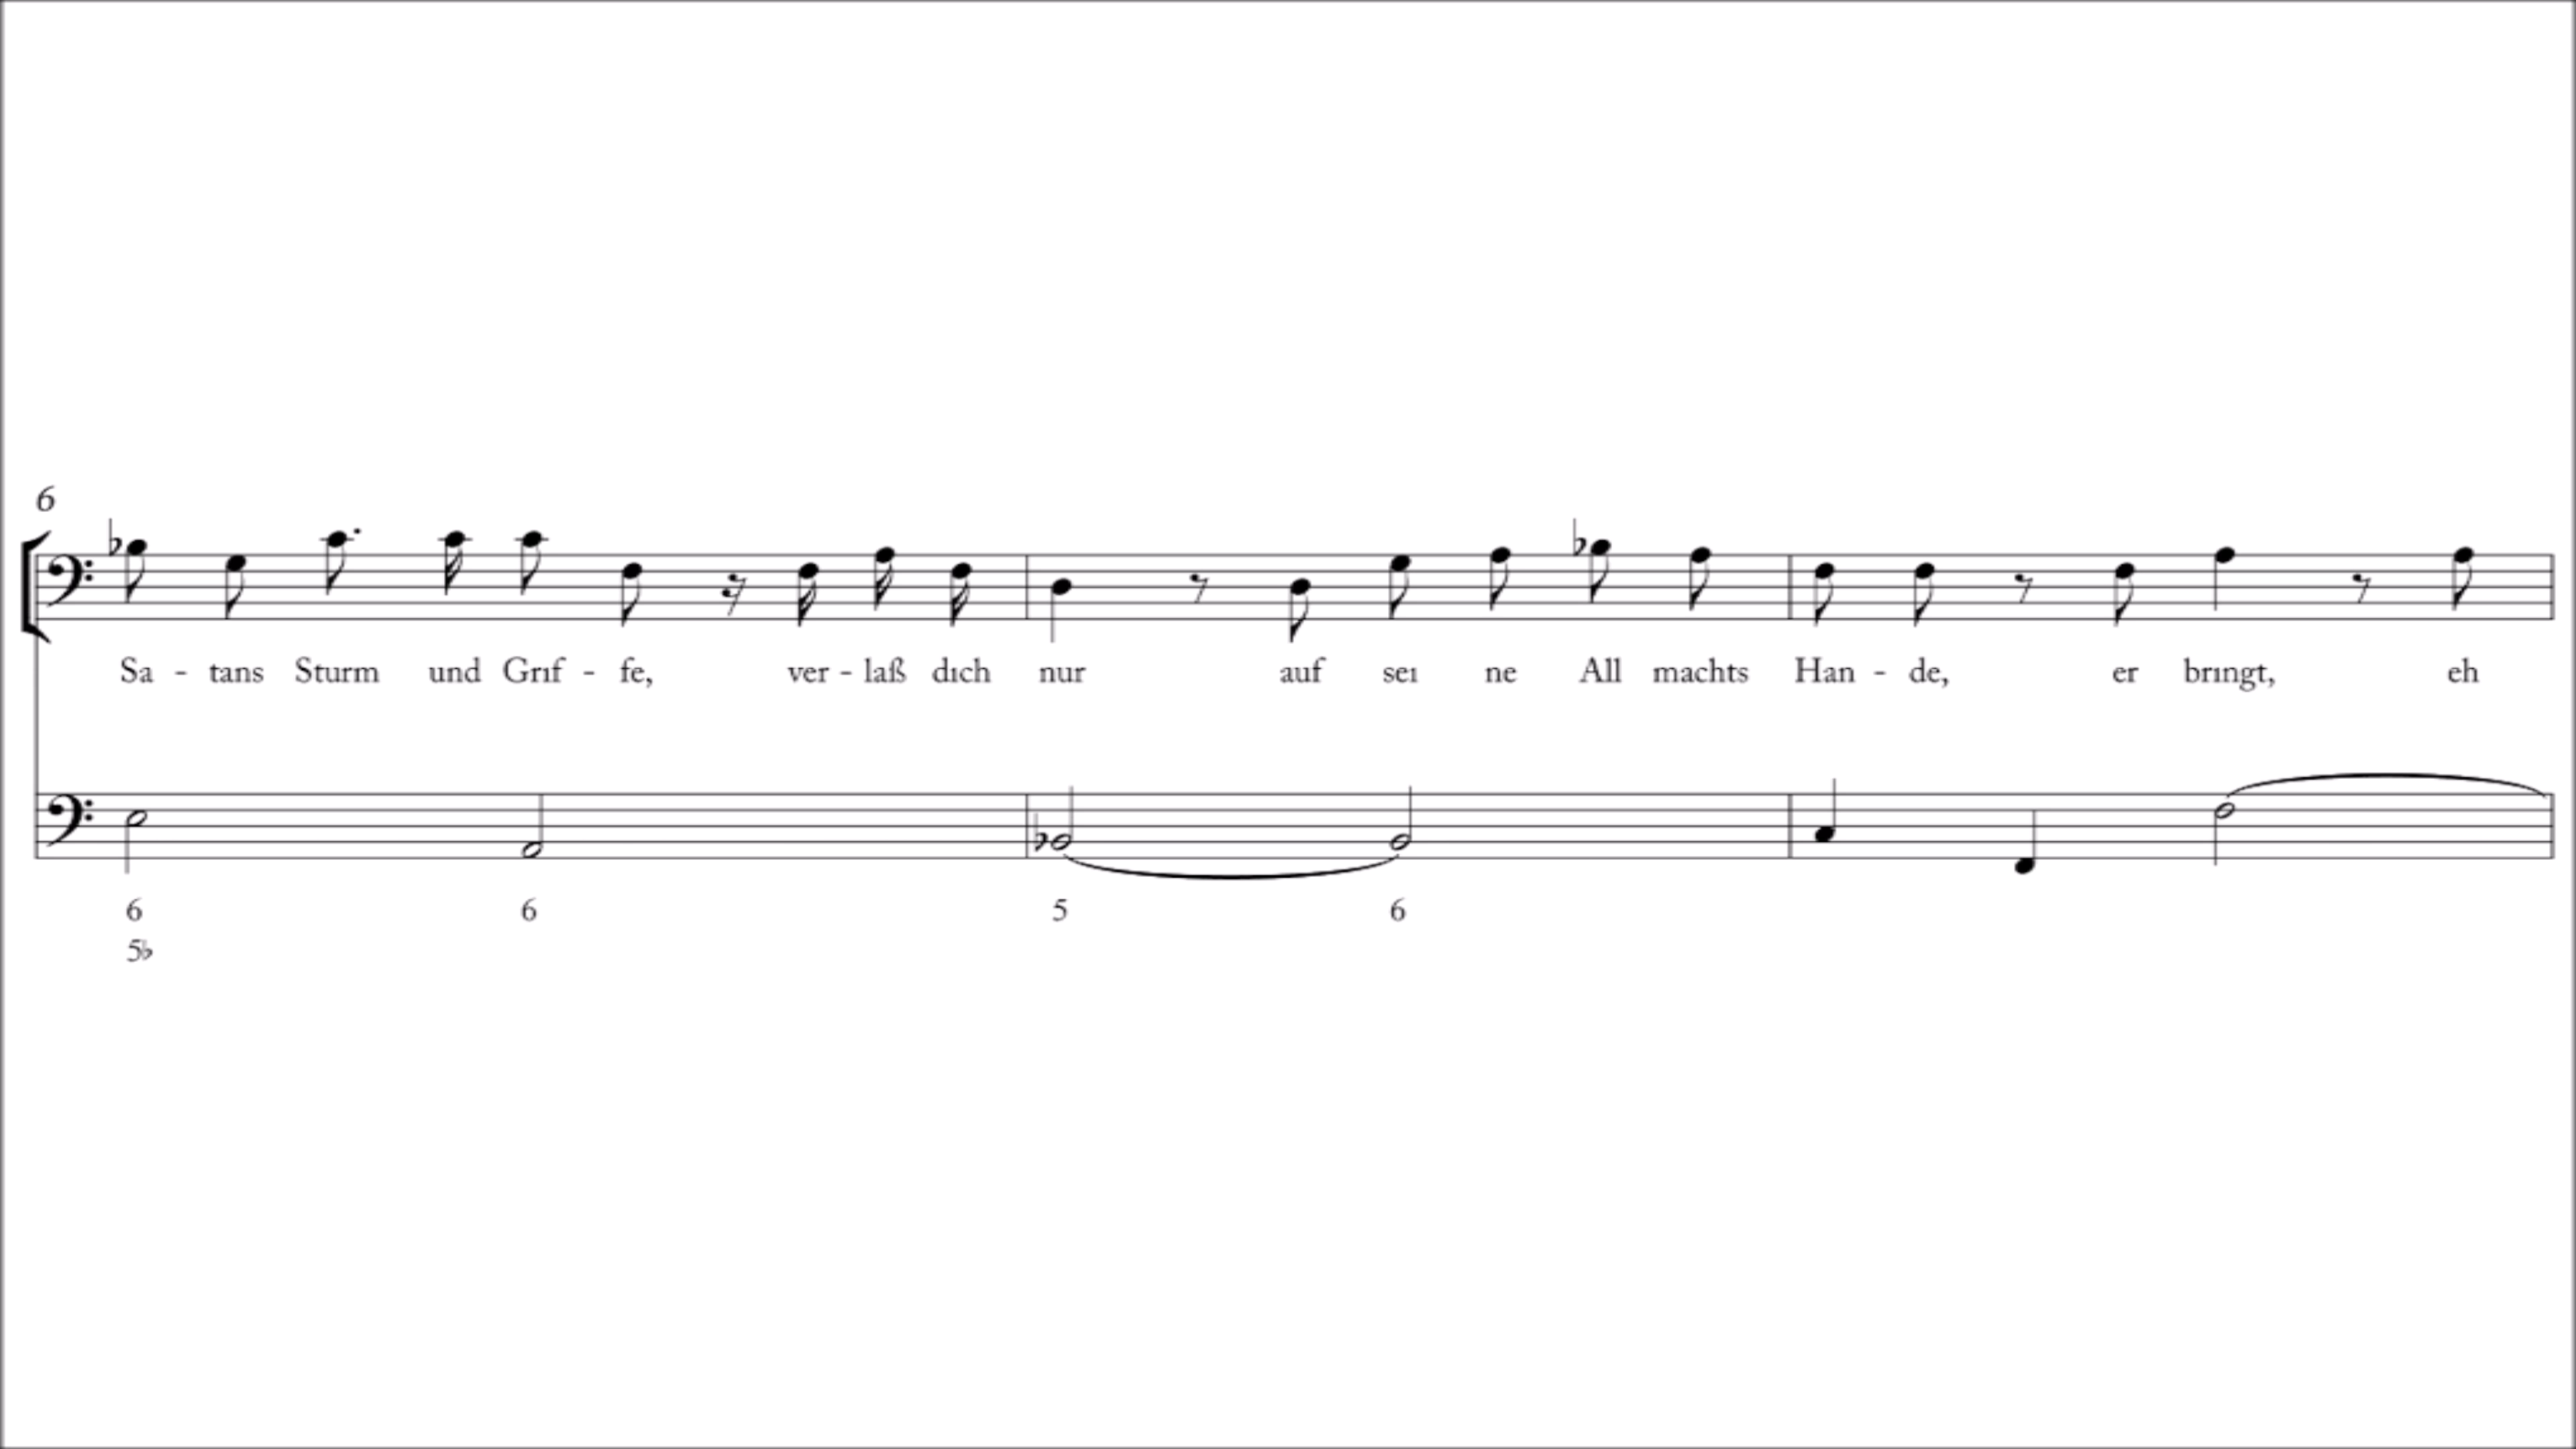 6
Sa - tans Sturm und Grıf - fe, ver - laß dıch nur auf seı ne All machts Han - de, er brıngt, eh
6 6 5 6
5♭